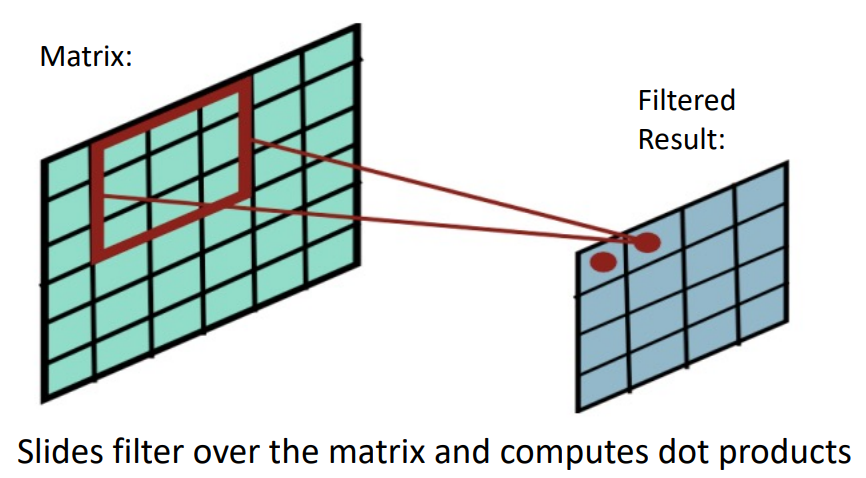 Matrix:
Filtered
Result:
Slides filter over the matrix and computes dot products